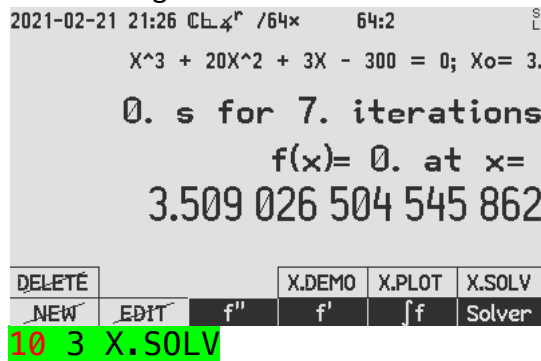 2021-02-21 21:26 ℂ∟∡ʳ /64× 64:2 S L
X^3 + 20X^2 + 3X - 300 = 0; Xo= 3.
0. s for 7. iterations
f(x)= 0. at x=
3.509 026 504 545 862
DELETE X.DEMO X.PLOT X.SOLV
NEW EDIT f" f' ∫f Solver
10 3 X.SOLV